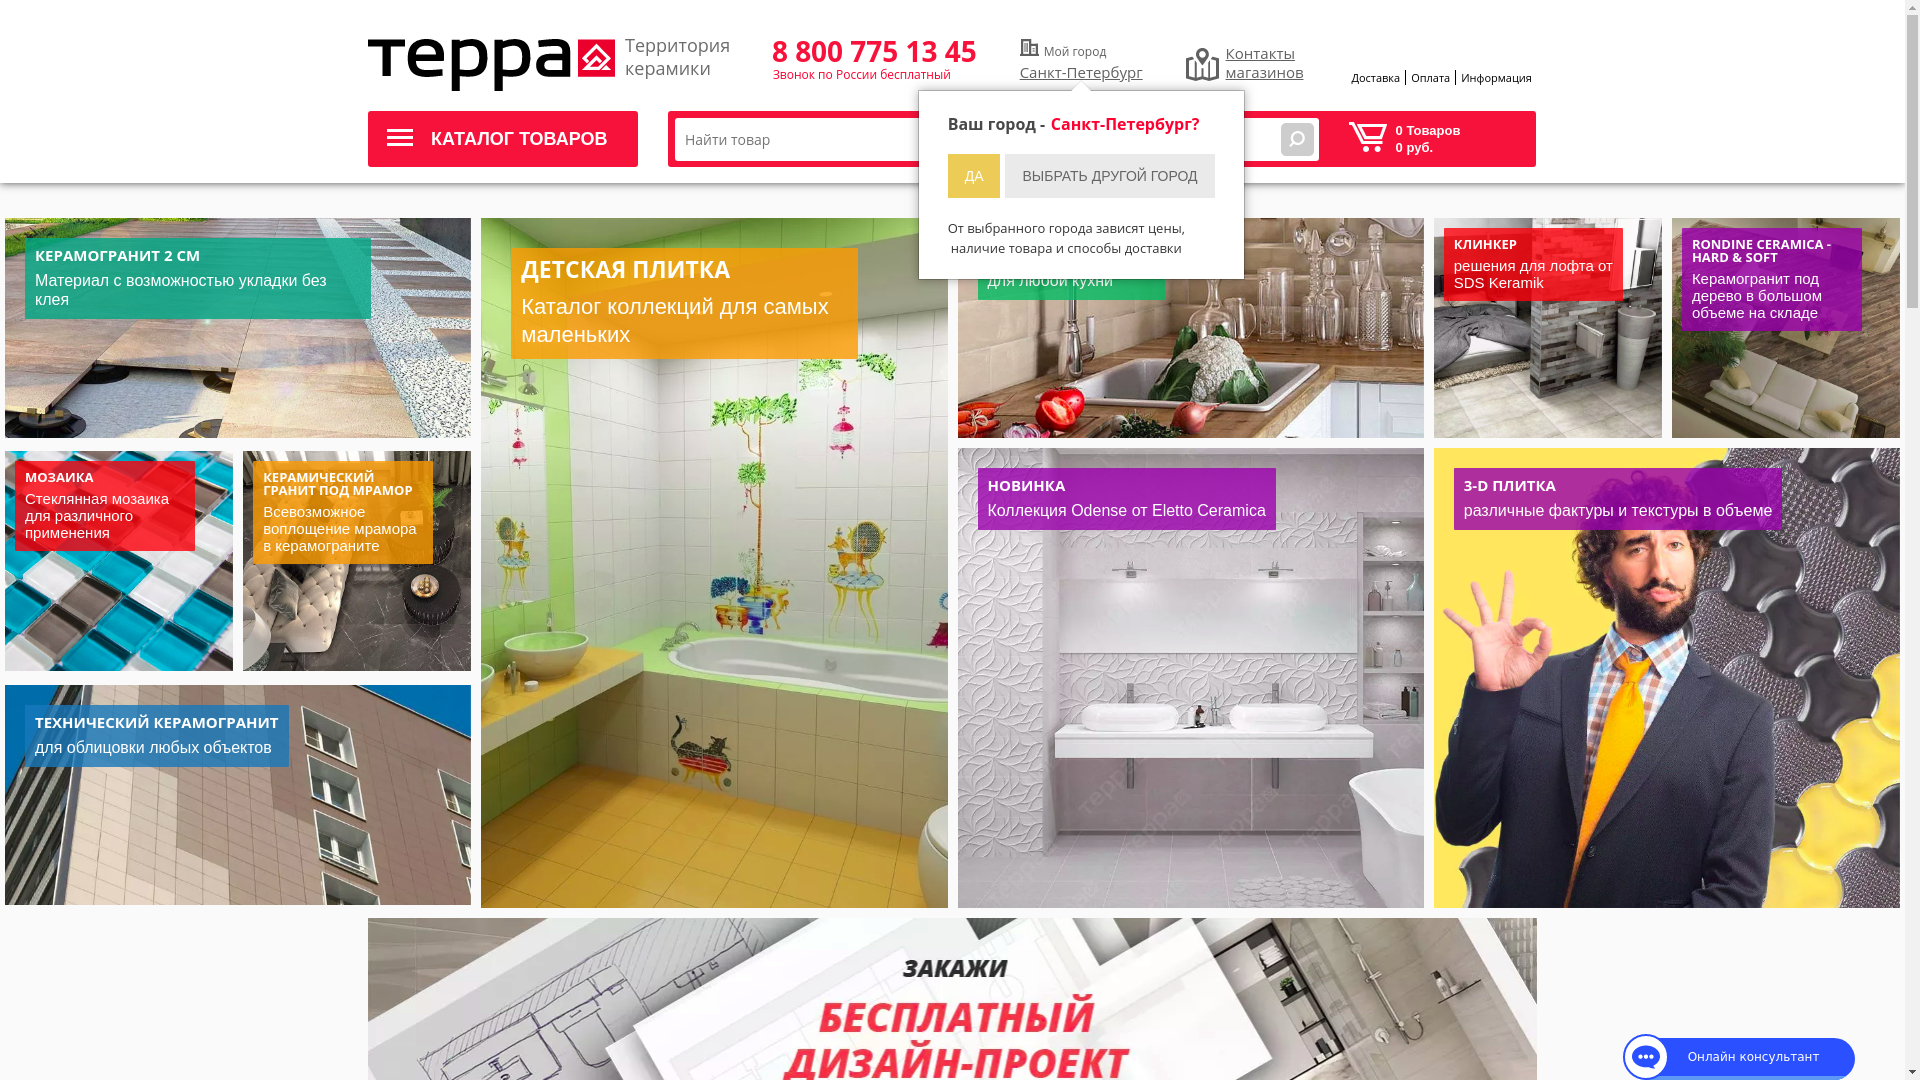 терра
Территория
керамики
8 800 775 13 45
Звонок по России бесплатный
Мой город
Санкт-Петербург
Контакты
магазинов
Доставка
Оплата
Информация
КАТАЛОГ ТОВАРОВ
Найти товар
0 Товаров
0 руб.
Ваш город - Санкт-Петербург?
ДА
ВЫБРАТЬ ДРУГОЙ ГОРОД
От выбранного города зависят цены,
наличие товара и способы доставки
КЕРАМОГРАНИТ 2 СМ
Материал с возможностью укладки без
клея
ДЕТСКАЯ ПЛИТКА
Каталог коллекций для самых
маленьких
для любой кухни
КЛИНКЕР
решения для лофта от
SDS Keramik
RONDINE CERAMICA -
HARD & SOFT
Керамогранит под
дерево в большом
объеме на складе
МОЗАИКА
Стеклянная мозаика
для различного
применения
КЕРАМИЧЕСКИЙ
ГРАНИТ ПОД МРАМОР
Всевозможное
воплощение мрамора
в керамограните
НОВИНКА
Коллекция Odense от Eletto Ceramica
3-D ПЛИТКА
различные фактуры и текстуры в объеме
ТЕХНИЧЕСКИЙ КЕРАМОГРАНИТ
для облицовки любых объектов
ЗАКАЖИ
БЕСПЛАТНЫЙ
ДИЗАЙН-ПРОЕКТ
Онлайн консультант